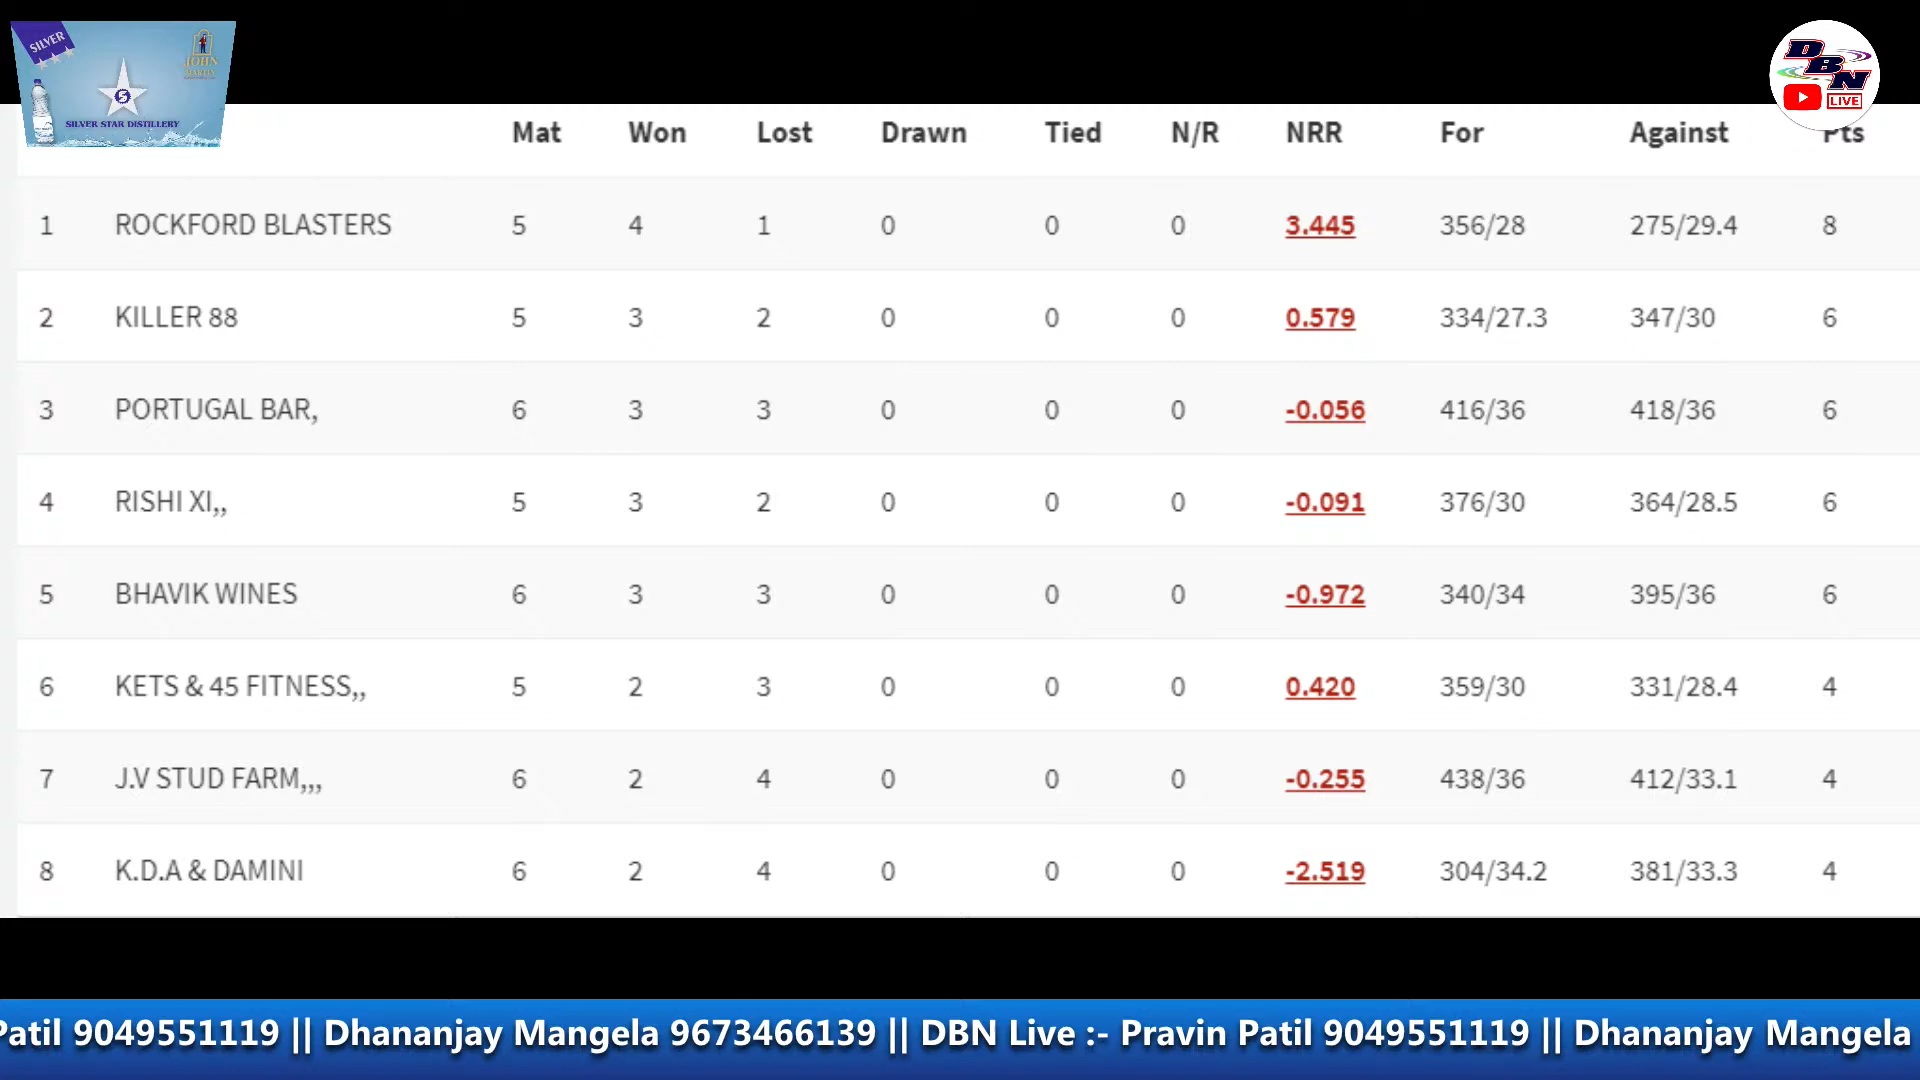 SILVER
JOHN
MARTIN
S
SILVER STAR DISTILLERY
DBN
LIVE
Mat Won Lost Drawn Tied N/R NRR For Against Pts
1 ROCKFORD BLASTERS 5 4 1 0 0 0 3.445 356/28 275/29.4 8
2 KILLER 88 5 3 2 0 0 0 0.579 334/27.3 347/30 6
3 PORTUGAL BAR, 6 3 3 0 0 0 -0.056 416/36 418/36 6
4 RISHI XI,, 5 3 2 0 0 0 -0.091 376/30 364/28.5 6
5 BHAVIK WINES 6 3 3 0 0 0 -0.972 340/34 395/36 6
6 KETS & 45 FITNESS,, 5 2 3 0 0 0 0.420 359/30 331/28.4 4
7 J.V STUD FARM,,, 6 2 4 0 0 0 -0.255 438/36 412/33.1 4
8 K.D.A & DAMINI 6 2 4 0 0 0 -2.519 304/34.2 381/33.3 4
Patil 9049551119 || Dhananjay Mangela 9673466139 || DBN Live :- Pravin Patil 9049551119 || Dhananjay Mangela